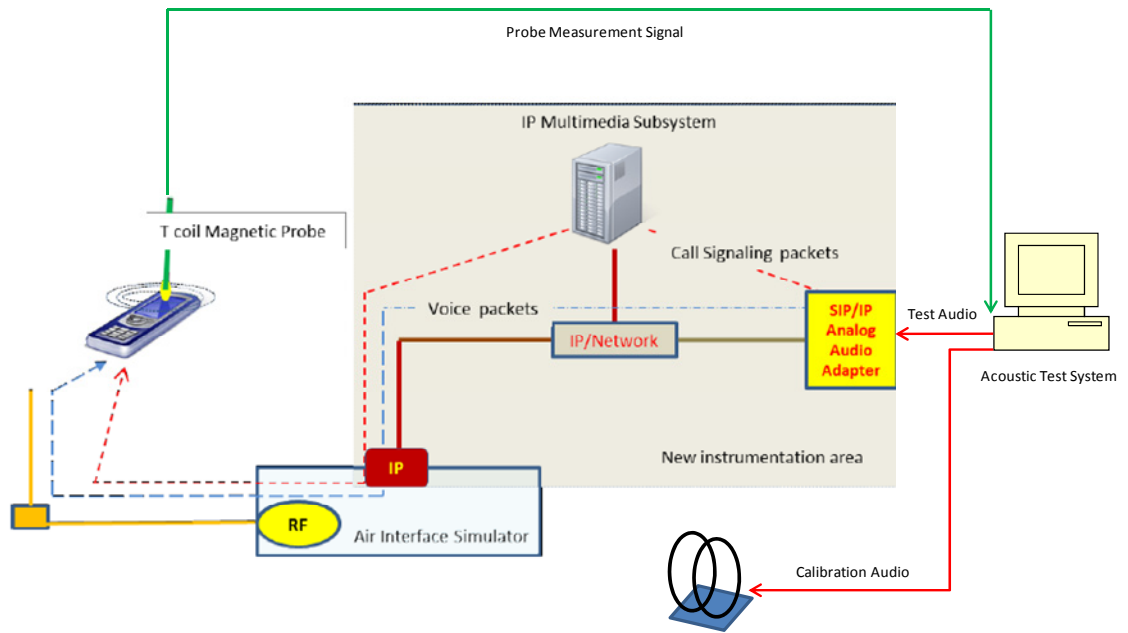 Probe Measurement Signal
IP Multimedia Subsystem
T coil Magnetic Probe
Call Signaling packets
Voice packets
SIP/IP
Analog
Audio
Adapter
Test Audio
IP/Network
Acoustic Test System
New instrumentation area
IP
RF
Air Interface Simulator
Calibration Audio